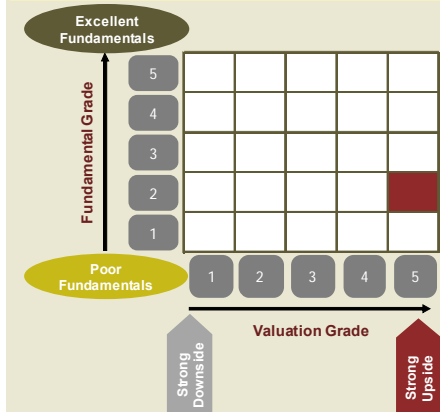 Excellent
Fundamentals
Fundamental Grade
5
4
3
2
1
Poor
Fundamentals
1
2
3
4
5
Valuation Grade
Strong
Downside
Strong
Upside